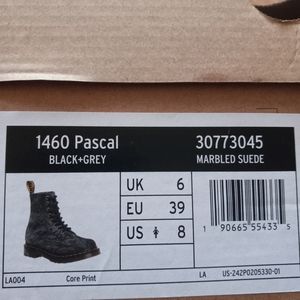 1460 Pascal 30773045
BLACK+GREY MARBLED SUEDE
UK 6
EU 39
US 8
1 90665 55433 5
LA004 Core Print LA US-242P0205330-01